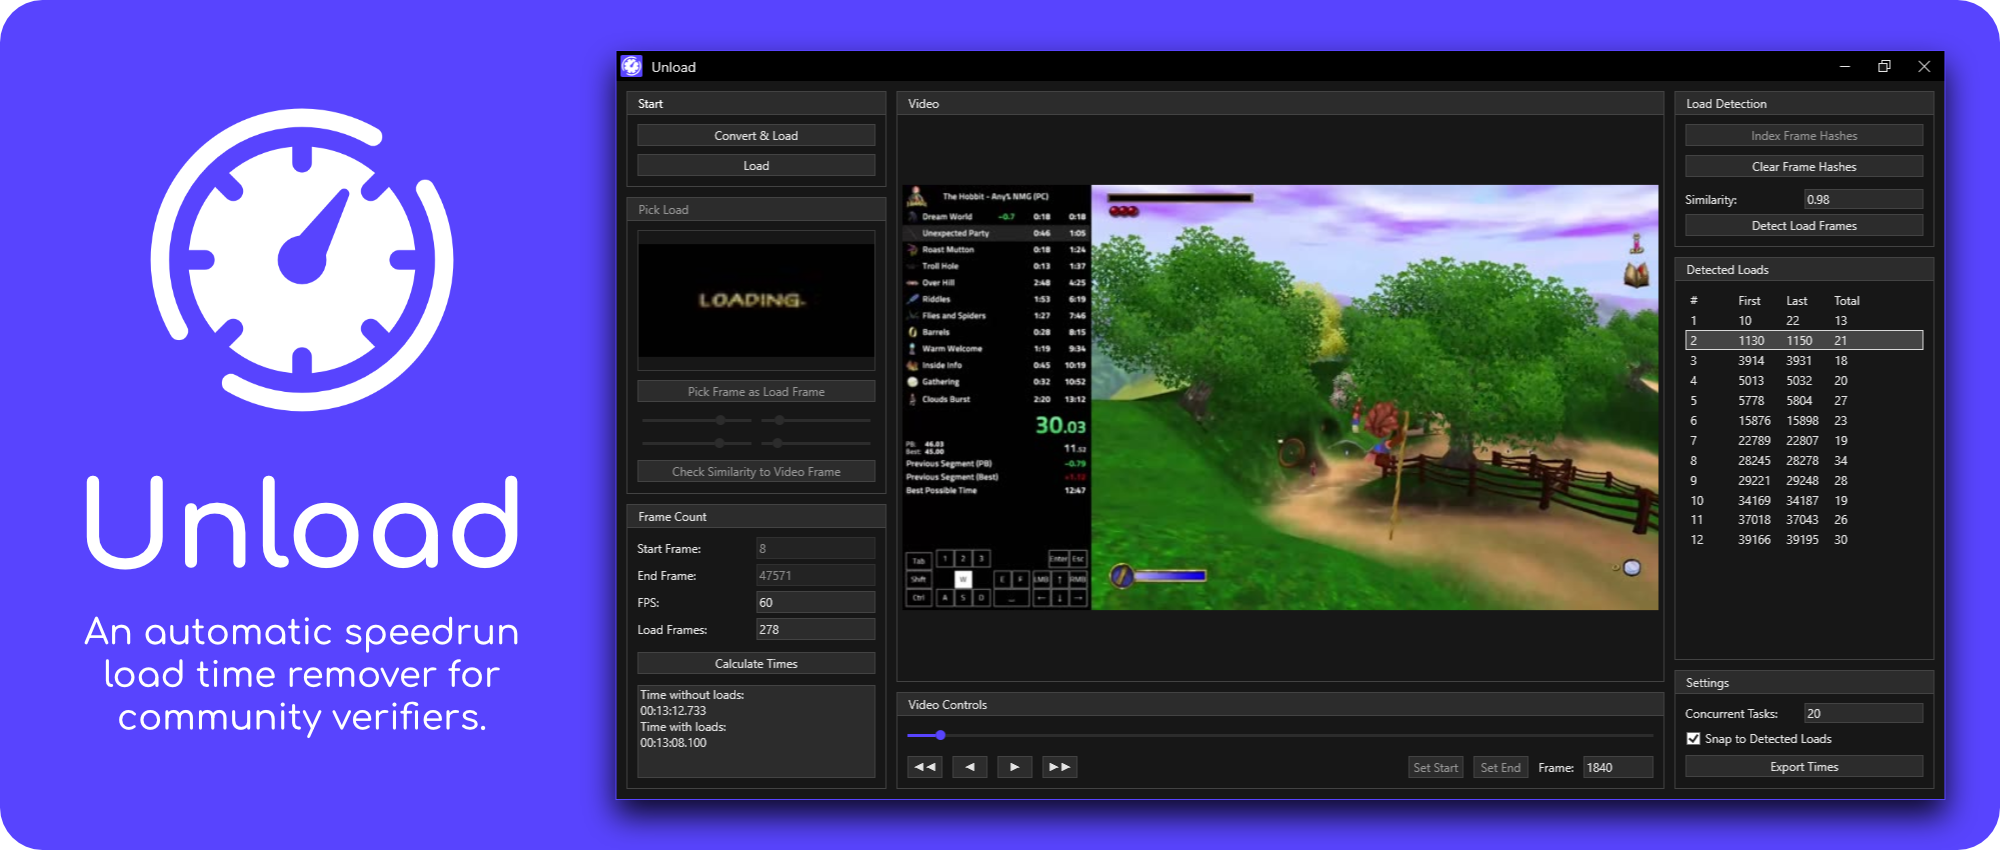 Unload
An automatic speedrun
load time remover for
community verifiers.
Unload
Start
Convert & Load
Load
Pick Load
LOADING.
Pick Frame as Load Frame
Check Similarity to Video Frame
Frame Count
Start Frame: 8
End Frame: 47571
FPS: 60
Load Frames: 278
Calculate Times
Time without loads:
00:13:12.733
Time with loads:
00:13:08.100
Video
The Hobbit - Any% NMG (PC)
Dream World -0.7 0:18 0:18
Unexpected Party 0:46 1:05
Roast Mutton 0:18 1:24
Troll Hole 0:13 1:37
Over Hill 2:48 4:25
Riddles 1:53 6:19
Flies and Spiders 1:27 7:46
Barrels 0:28 8:15
Warm Welcome 1:19 9:34
Inside Info 0:45 10:19
Gathering 0:32 10:52
Clouds Burst 2:20 13:12
30.03
PB: 46.03
Best: 45.00
11.52
Previous Segment (PB) -0.79
Previous Segment (Best)
Best Possible Time 12:47
Tab 1 2 3 Enter Esc
Shift W E F LMB ↑ RMB
Ctrl A S D _ ← ↓ →
Video Controls
Set Start Set End Frame: 1840
Load Detection
Index Frame Hashes
Clear Frame Hashes
Similarity: 0.98
Detect Load Frames
Detected Loads
# First Last Total
1 10 22 13
2 1130 1150 21
3 3914 3931 18
4 5013 5032 20
5 5778 5804 27
6 15876 15898 23
7 22789 22807 19
8 28245 28278 34
9 29221 29248 28
10 34169 34187 19
11 37018 37043 26
12 39166 39195 30
Settings
Concurrent Tasks: 20
Snap to Detected Loads
Export Times